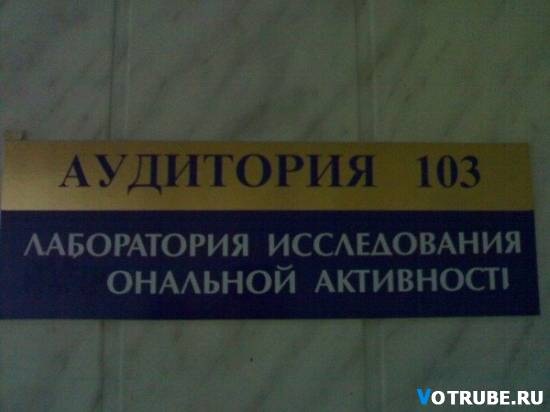 АУДИТОРИЯ 103
ЛАБОРАТОРИЯ ИССЛЕДОВАНИЯ
ОНАЛЬНОЙ АКТИВНОСТІ
VOTRUBE.RU